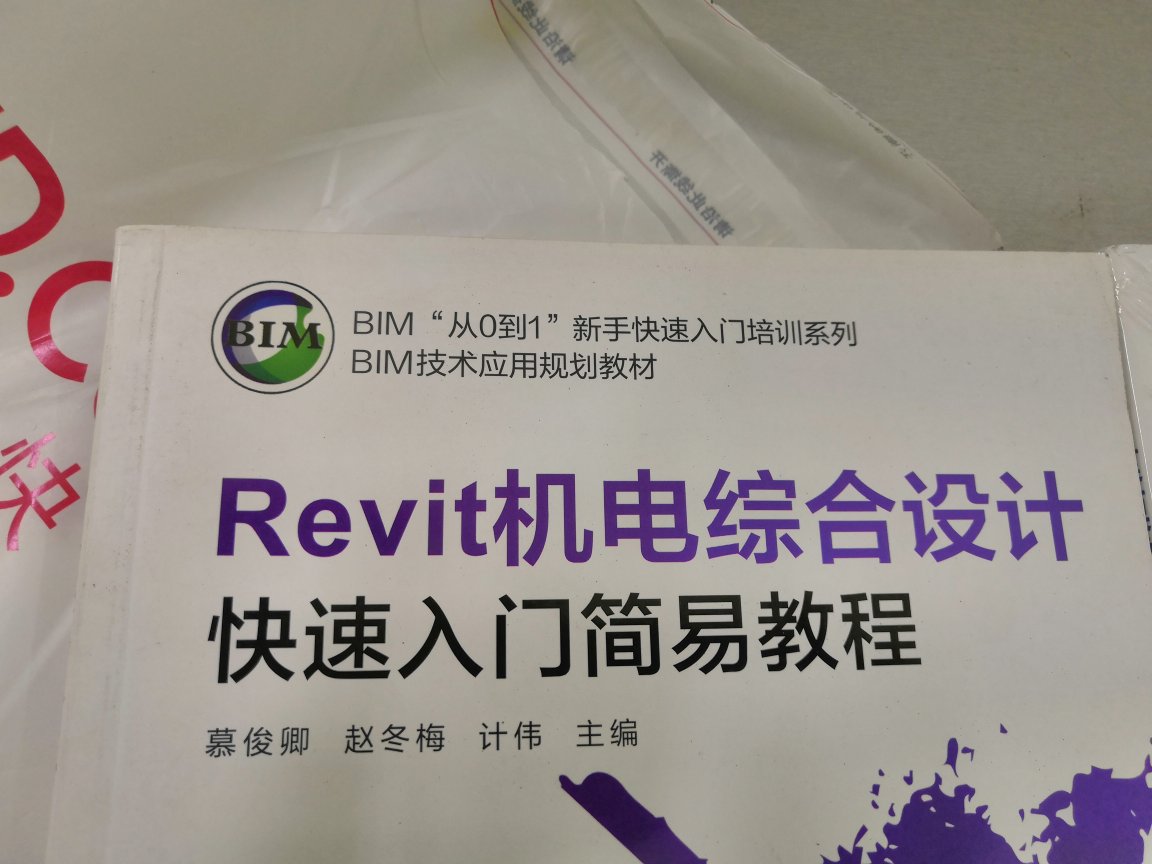 BIM
BIM“从0到1”新手快速入门培训系列
BIM技术应用规划教材
Revit机电综合设计
快速入门简易教程
慕俊卿 赵冬梅 计伟 主编
D.C
快